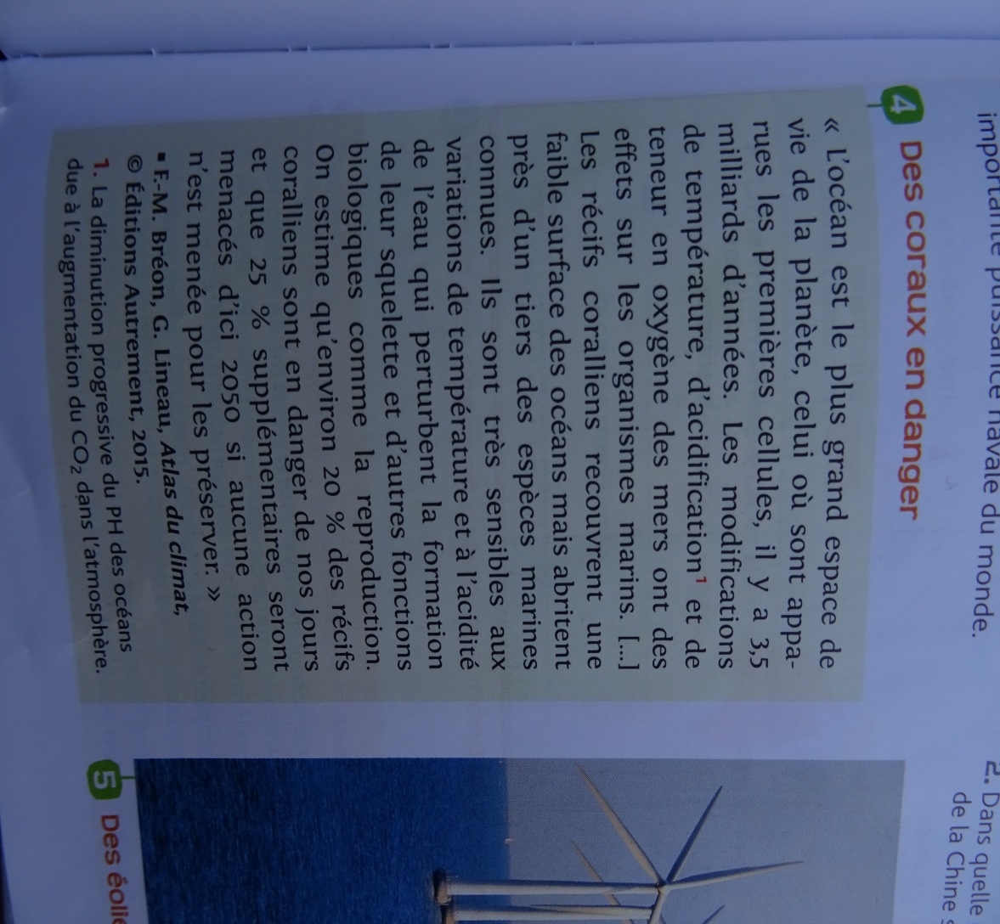 importante puissance navale du monde.
4 Des coraux en danger
« L'océan est le plus grand espace de
vie de la planète, celui où sont appa-
rues les premières cellules, il y a 3,5
milliards d'années. Les modifications
de température, d'acidification¹ et de
teneur en oxygène des mers ont des
effets sur les organismes marins. [...]
Les récifs coralliens recouvrent une
faible surface des océans mais abritent
près d'un tiers des espèces marines
connues. Ils sont très sensibles aux
variations de température et à l'acidité
de l'eau qui perturbent la formation
de leur squelette et d'autres fonctions
biologiques comme la reproduction.
On estime qu'environ 20 % des récifs
coralliens sont en danger de nos jours
et que 25 % supplémentaires seront
menacés d'ici 2050 si aucune action
n'est menée pour les préserver. »
▪ F.-M. Bréon, G. Lineau, Atlas du climat,
© Éditions Autrement, 2015.
1. La diminution progressive du PH des océans
due à l'augmentation du CO₂ dans l'atmosphère.
2. Dans quelle
de la Chine
5 Des